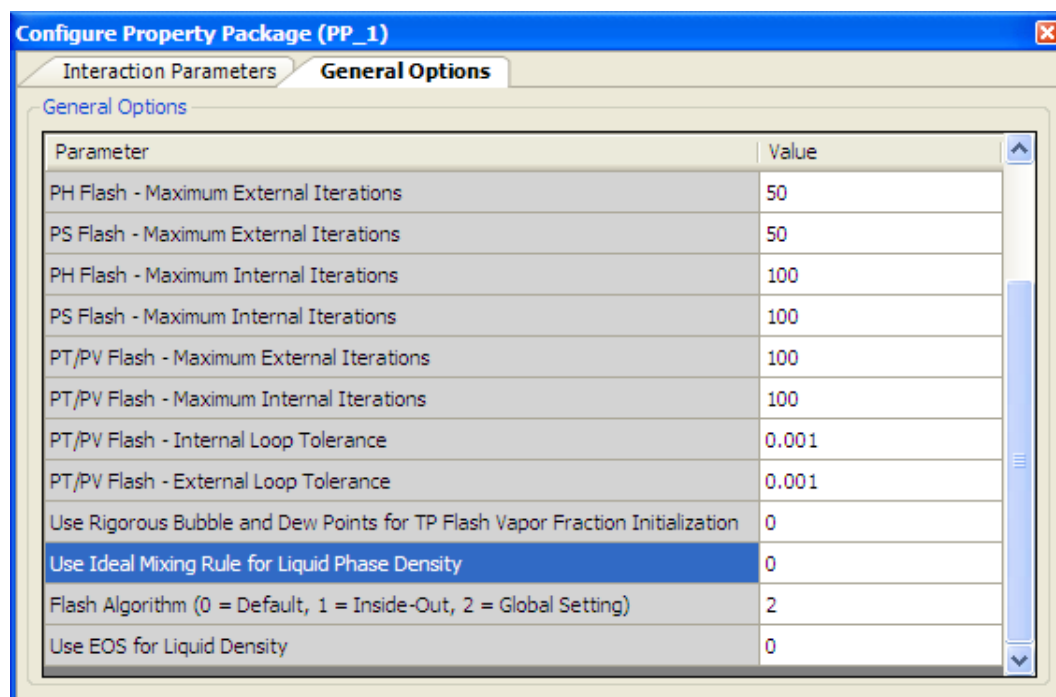 Configure Property Package (PP_1)
Interaction Parameters General Options
General Options
Parameter Value
PH Flash - Maximum External Iterations 50
PS Flash - Maximum External Iterations 50
PH Flash - Maximum Internal Iterations 100
PS Flash - Maximum Internal Iterations 100
PT/PV Flash - Maximum External Iterations 100
PT/PV Flash - Maximum Internal Iterations 100
PT/PV Flash - Internal Loop Tolerance 0.001
PT/PV Flash - External Loop Tolerance 0.001
Use Rigorous Bubble and Dew Points for TP Flash Vapor Fraction Initialization 0
Use Ideal Mixing Rule for Liquid Phase Density 0
Flash Algorithm (0 = Default, 1 = Inside-Out, 2 = Global Setting) 2
Use EOS for Liquid Density 0